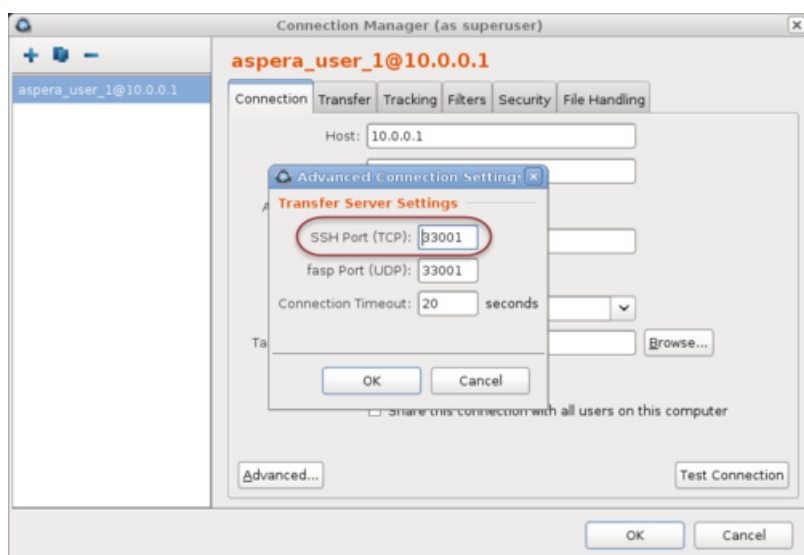 Connection Manager (as superuser)
aspera_user_1@10.0.0.1
aspera_user_1@10.0.0.1
Connection Transfer Tracking Filters Security File Handling
Host: 10.0.0.1
Advanced Connection Setting
Transfer Server Settings
SSH Port (TCP): 33001
fasp Port (UDP): 33001
Connection Timeout: 20 seconds
Ta
Browse...
OK Cancel
Share this connection with all users on this computer
Advanced... Test Connection
OK Cancel